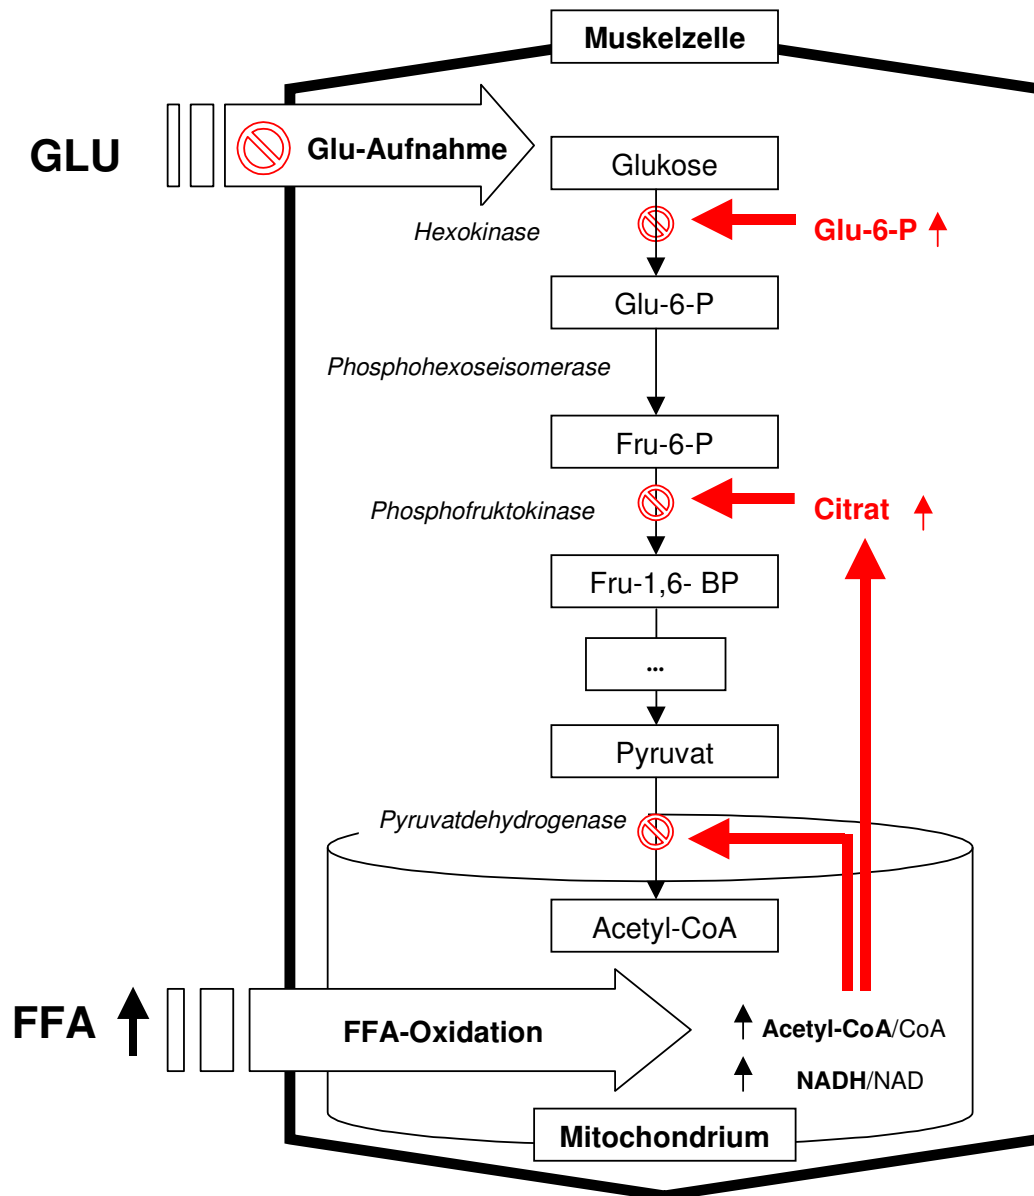 Muskelzelle
GLU
Glu-Aufnahme
Glukose
Hexokinase
Glu-6-P
Glu-6-P
Phosphohexoseisomerase
Fru-6-P
Phosphofruktokinase
Citrat
Fru-1,6- BP
...
Pyruvat
Pyruvatdehydrogenase
Acetyl-CoA
FFA
FFA-Oxidation
Acetyl-CoA/CoA
NADH/NAD
Mitochondrium